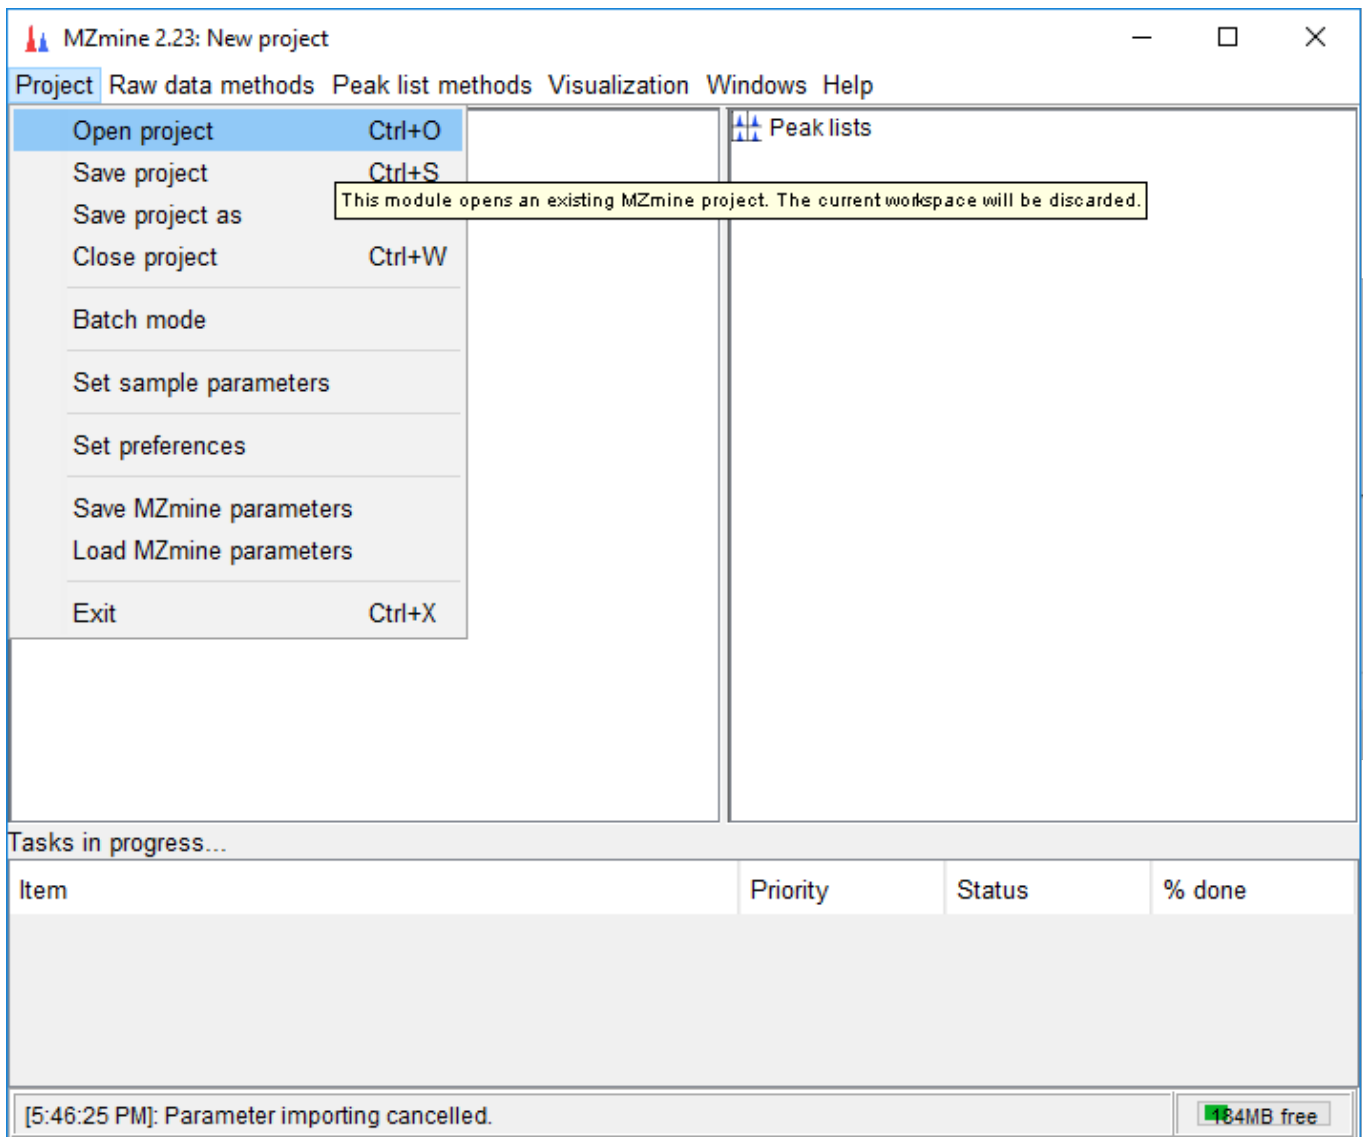 MZmine 2.23: New project
Project Raw data methods Peak list methods Visualization Windows Help
Open project Ctrl+O
Peak lists
Save project Ctrl+S
This module opens an existing MZmine project. The current workspace will be discarded.
Save project as
Close project Ctrl+W
Batch mode
Set sample parameters
Set preferences
Save MZmine parameters
Load MZmine parameters
Exit Ctrl+X
Tasks in progress...
Item Priority Status % done
[5:46:25 PM]: Parameter importing cancelled.
184MB free